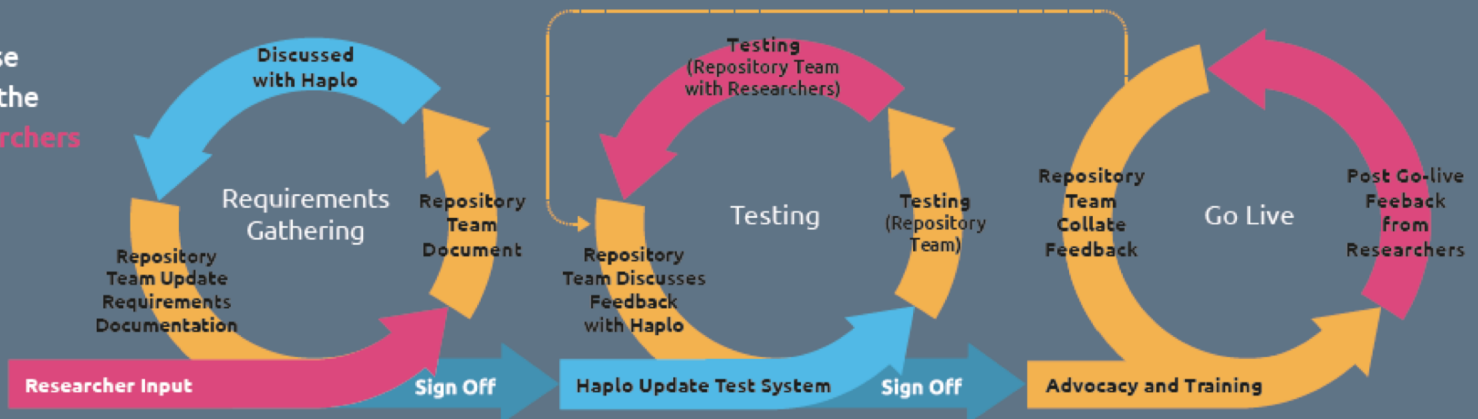 se
the
rchers
Discussed
with Haplo
Requirements
Gathering
Repository
Team
Document
Repository
Team Update
Requirements
Documentation
Researcher Input
Sign Off
Testing
(Repository Team
with Researchers)
Testing
Testing
(Repository
Team)
Repository
Team Discusses
Feedback
with Haplo
Haplo Update Test System
Sign Off
Repository
Team
Collate
Feedback
Go Live
Post Go-live
Feeback
from
Researchers
Advocacy and Training